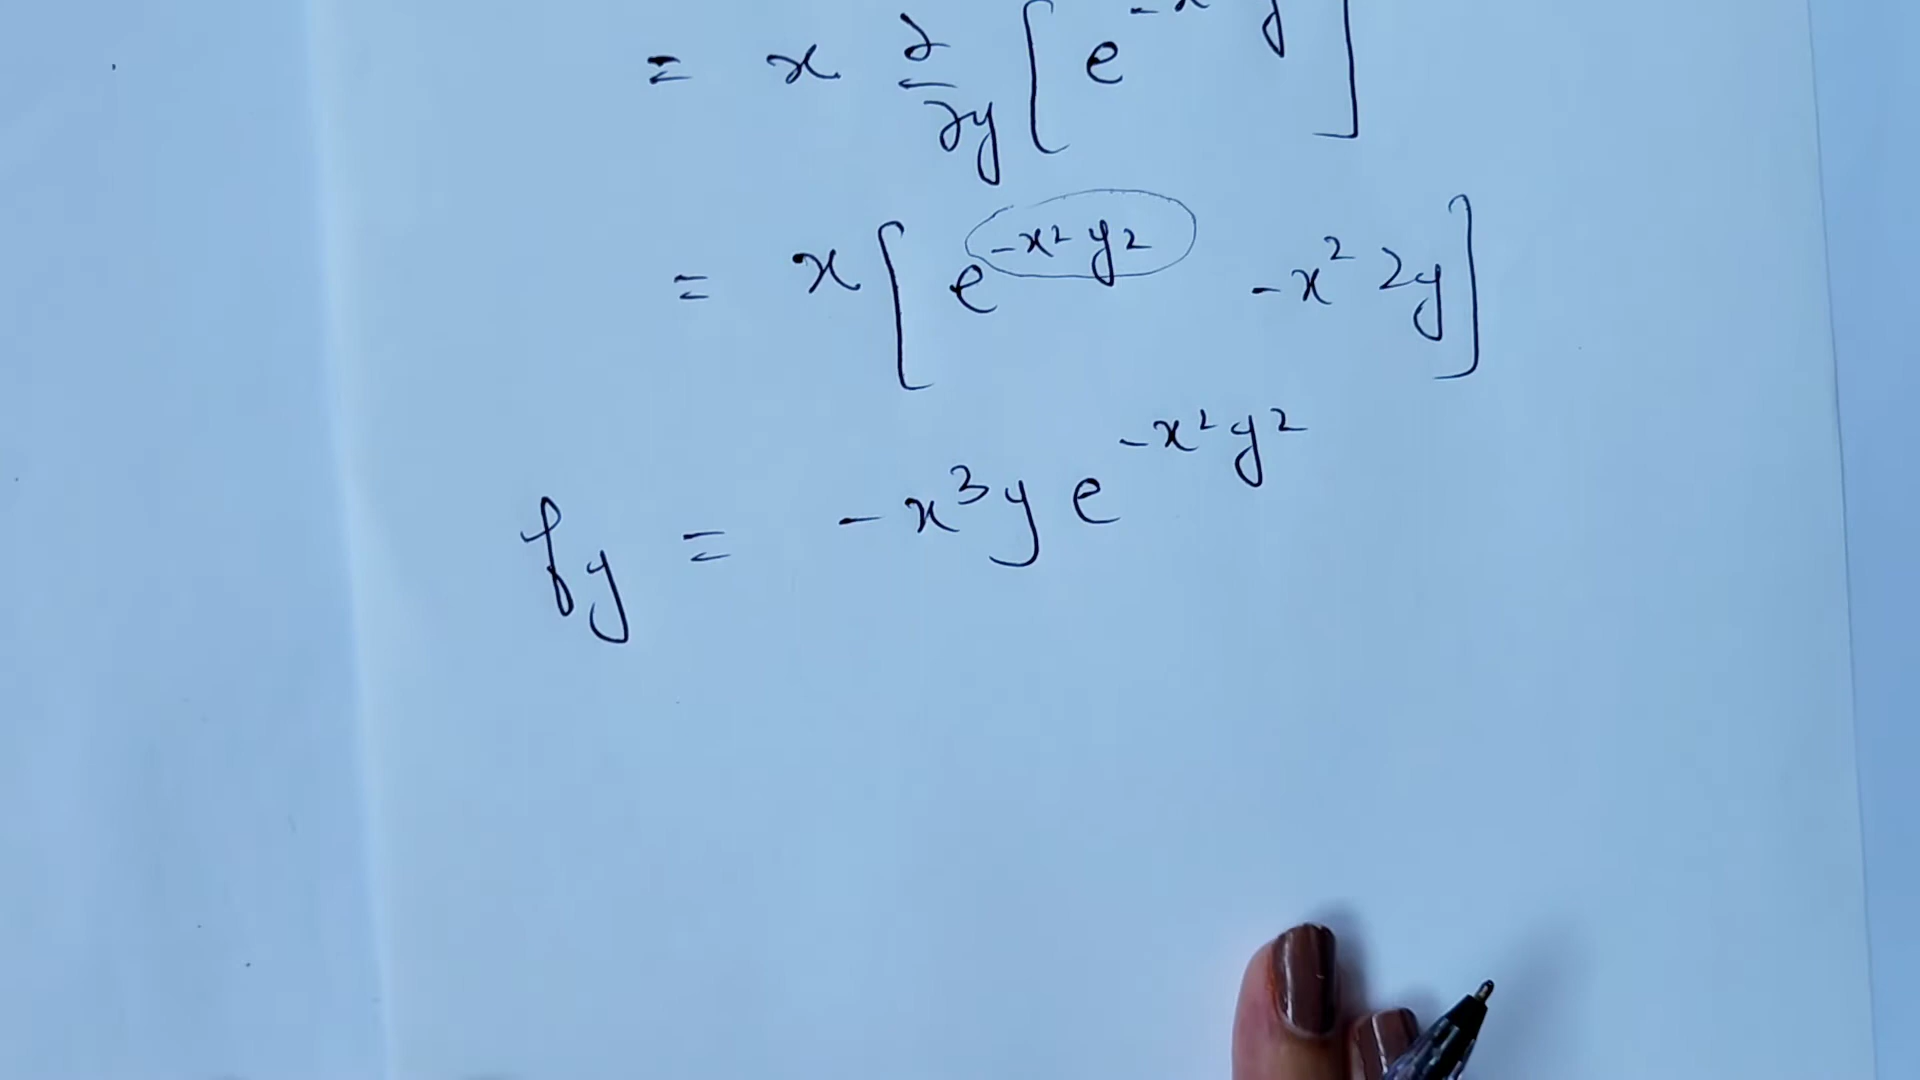 = x ∂/∂y [ e^-x y ]
= x [ e^-x² y² -x² 2y ]
fy = -x³y e^-x² y²